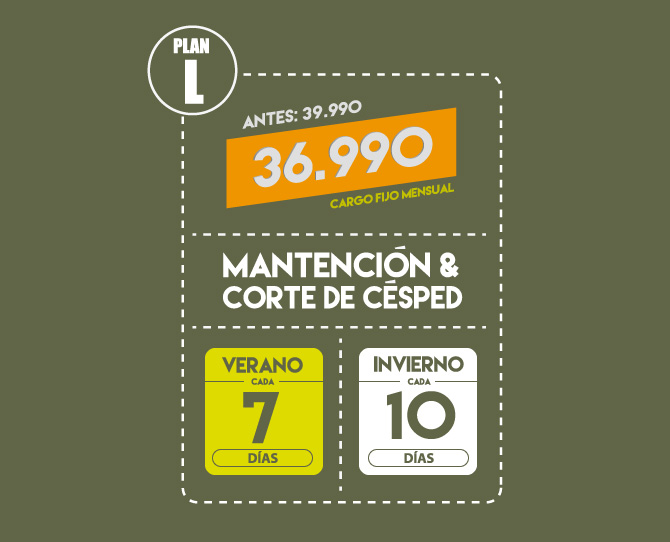 PLAN
L
ANTES: 39.990
36.990
CARGO FIJO MENSUAL
MANTENCIÓN &
CORTE DE CÉSPED
VERANO
CADA
7
DÍAS
INVIERNO
CADA
10
DÍAS